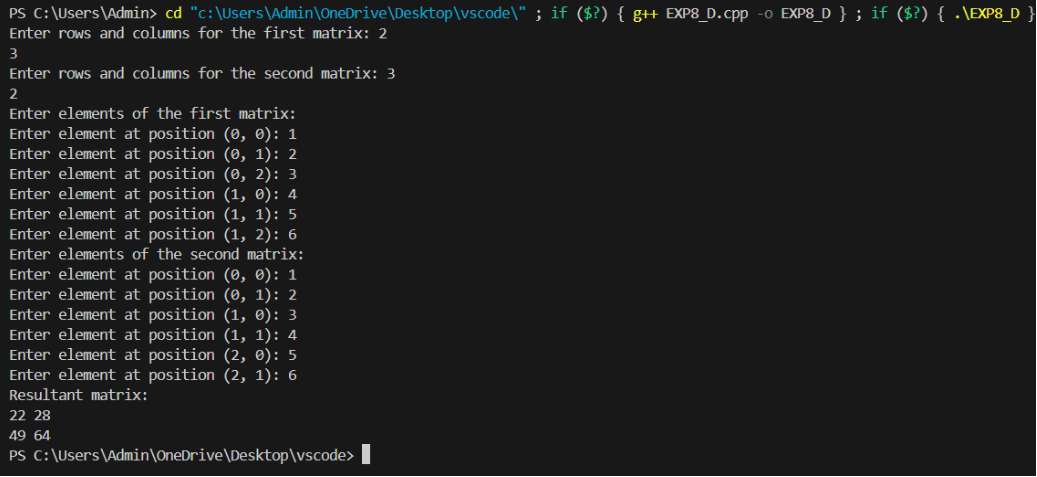 PS C:\Users\Admin> cd "c:\Users\Admin\OneDrive\Desktop\vscode\" ; if ($?) { g++ EXP8_D.cpp -o EXP8_D } ; if ($?) { .\EXP8_D }
Enter rows and columns for the first matrix: 2
3
Enter rows and columns for the second matrix: 3
2
Enter elements of the first matrix:
Enter element at position (0, 0): 1
Enter element at position (0, 1): 2
Enter element at position (0, 2): 3
Enter element at position (1, 0): 4
Enter element at position (1, 1): 5
Enter element at position (1, 2): 6
Enter elements of the second matrix:
Enter element at position (0, 0): 1
Enter element at position (0, 1): 2
Enter element at position (1, 0): 3
Enter element at position (1, 1): 4
Enter element at position (2, 0): 5
Enter element at position (2, 1): 6
Resultant matrix:
22 28
49 64
PS C:\Users\Admin\OneDrive\Desktop\vscode>